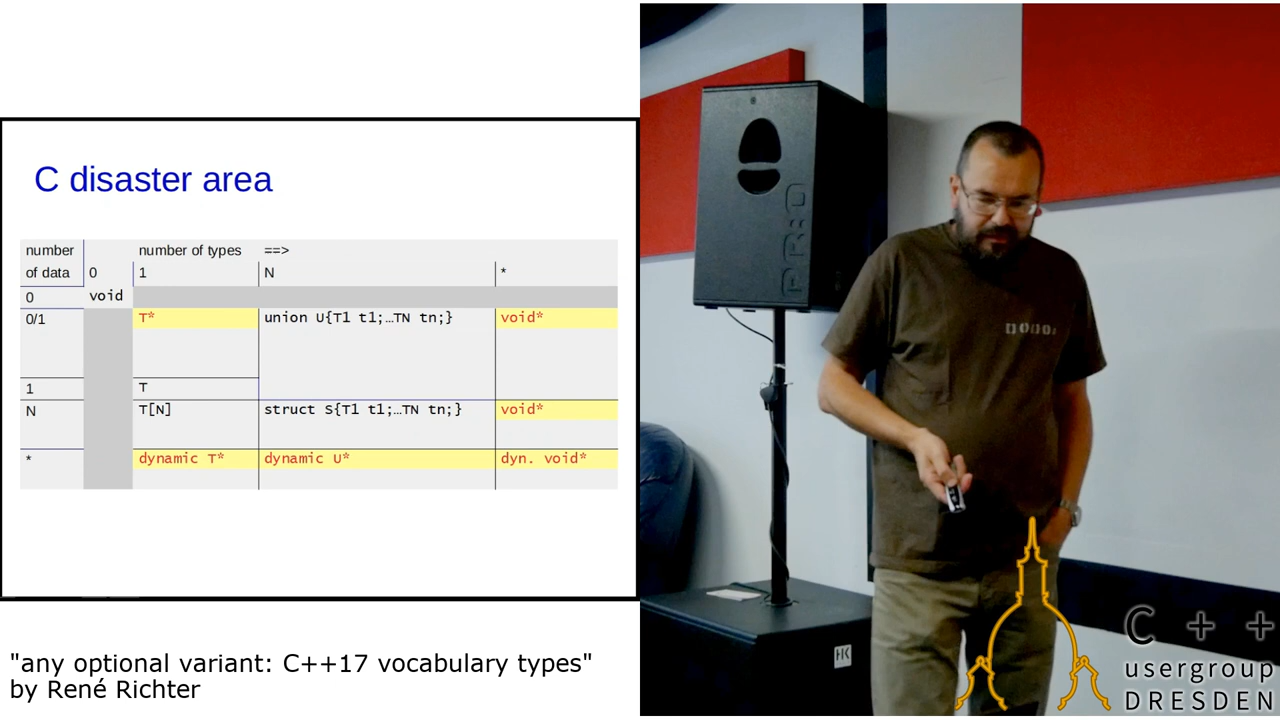 C disaster area
number number of types ==>
of data 0 1 N *
0 void
0/1 T* union U{T1 t1;…TN tn;} void*
1 T
N T[N] struct S{T1 t1;…TN tn;} void*
* dynamic T* dynamic U* dyn. void*
"any optional variant: C++17 vocabulary types"
by René Richter
PR:O
HK
C + +
usergroup
DRESDEN